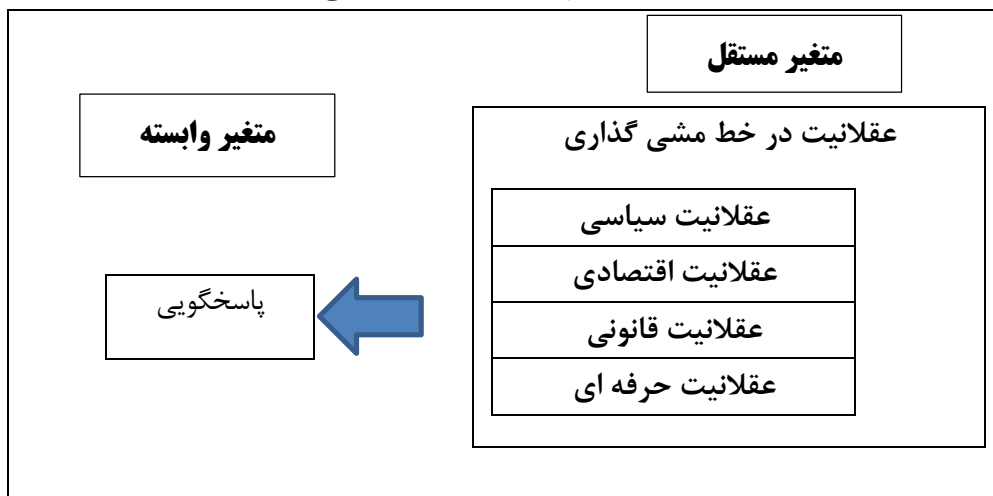 متغیر مستقل
عقلانیت در خط مشی گذاری
عقلانیت سیاسی
عقلانیت اقتصادی
عقلانیت قانونی
عقلانیت حرفه ای
متغیر وابسته
پاسخگویی